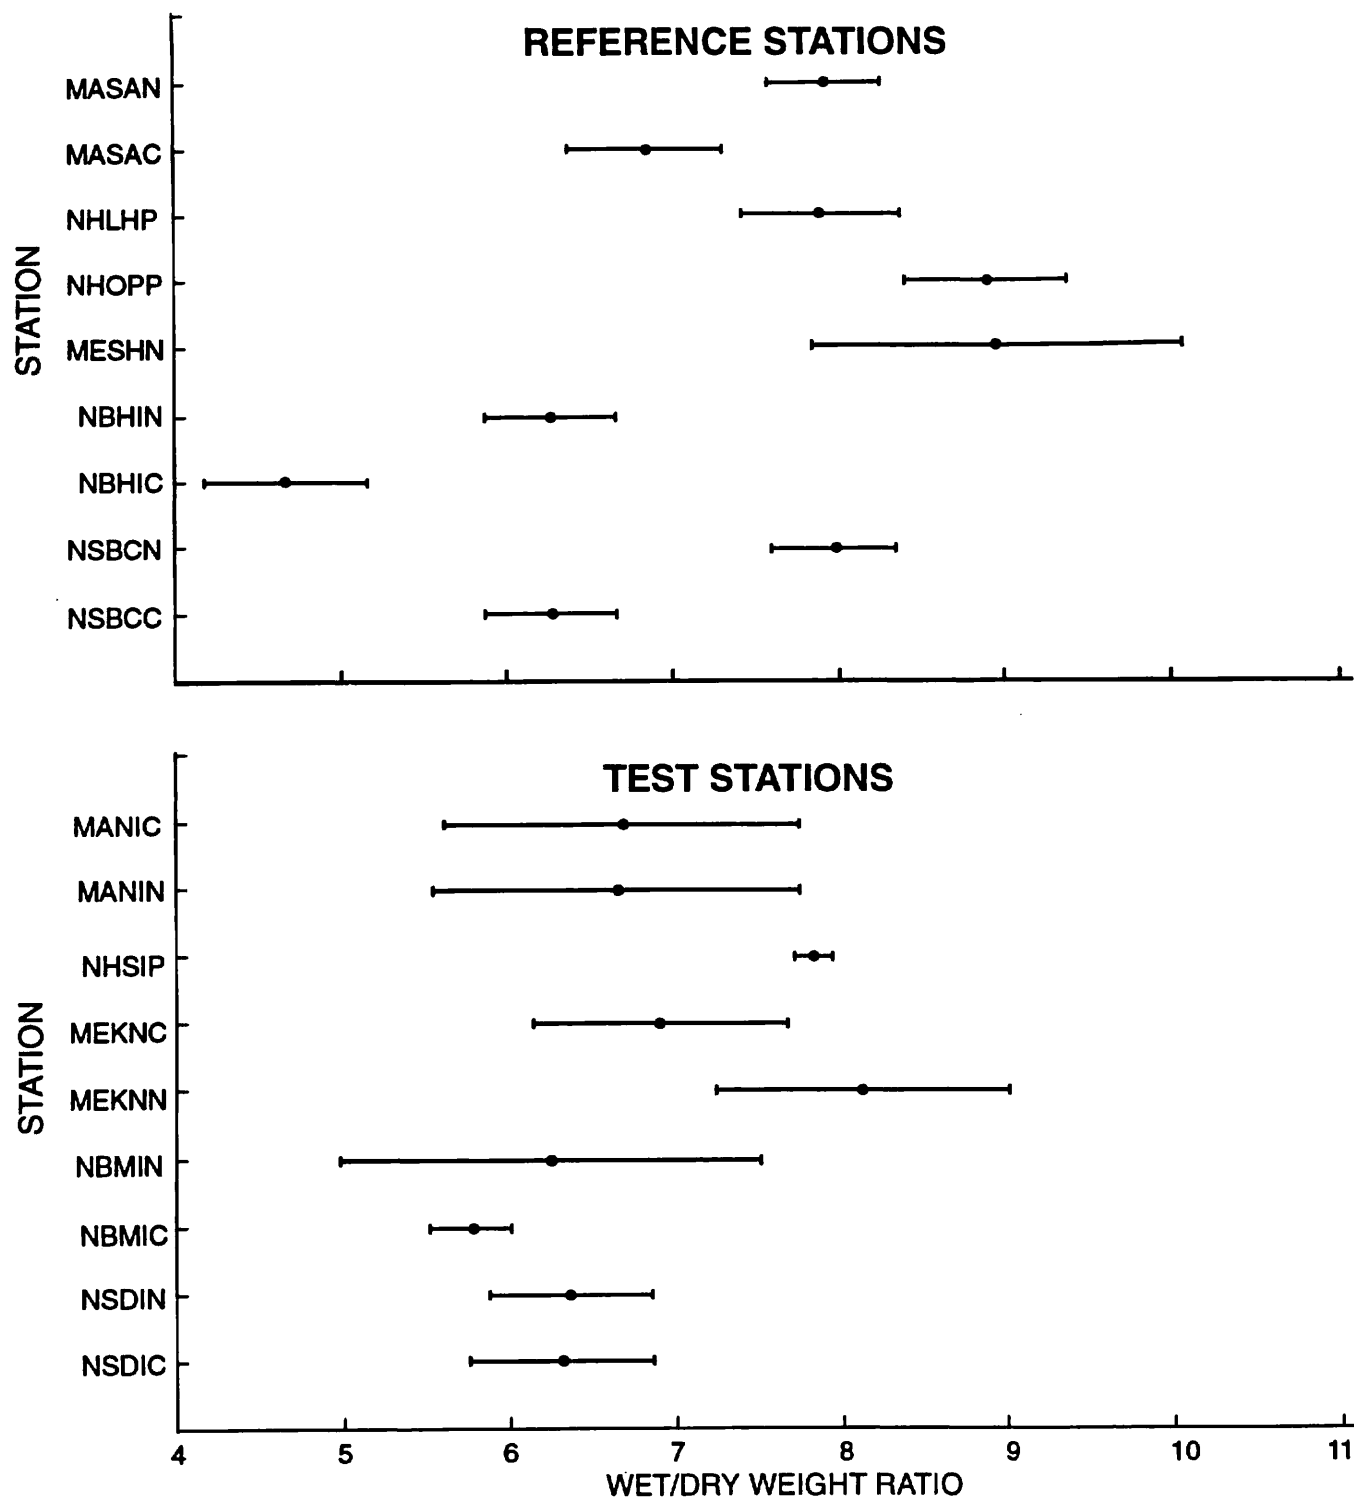 REFERENCE STATIONS
STATION
MASAN
MASAC
NHLHP
NHOPP
MESHN
NBHIN
NBHIC
NSBCN
NSBCC
TEST STATIONS
STATION
MANIC
MANIN
NHSIP
MEKNC
MEKNN
NBMIN
NBMIC
NSDIN
NSDIC
4 5 6 7 8 9 10 11
WET/DRY WEIGHT RATIO